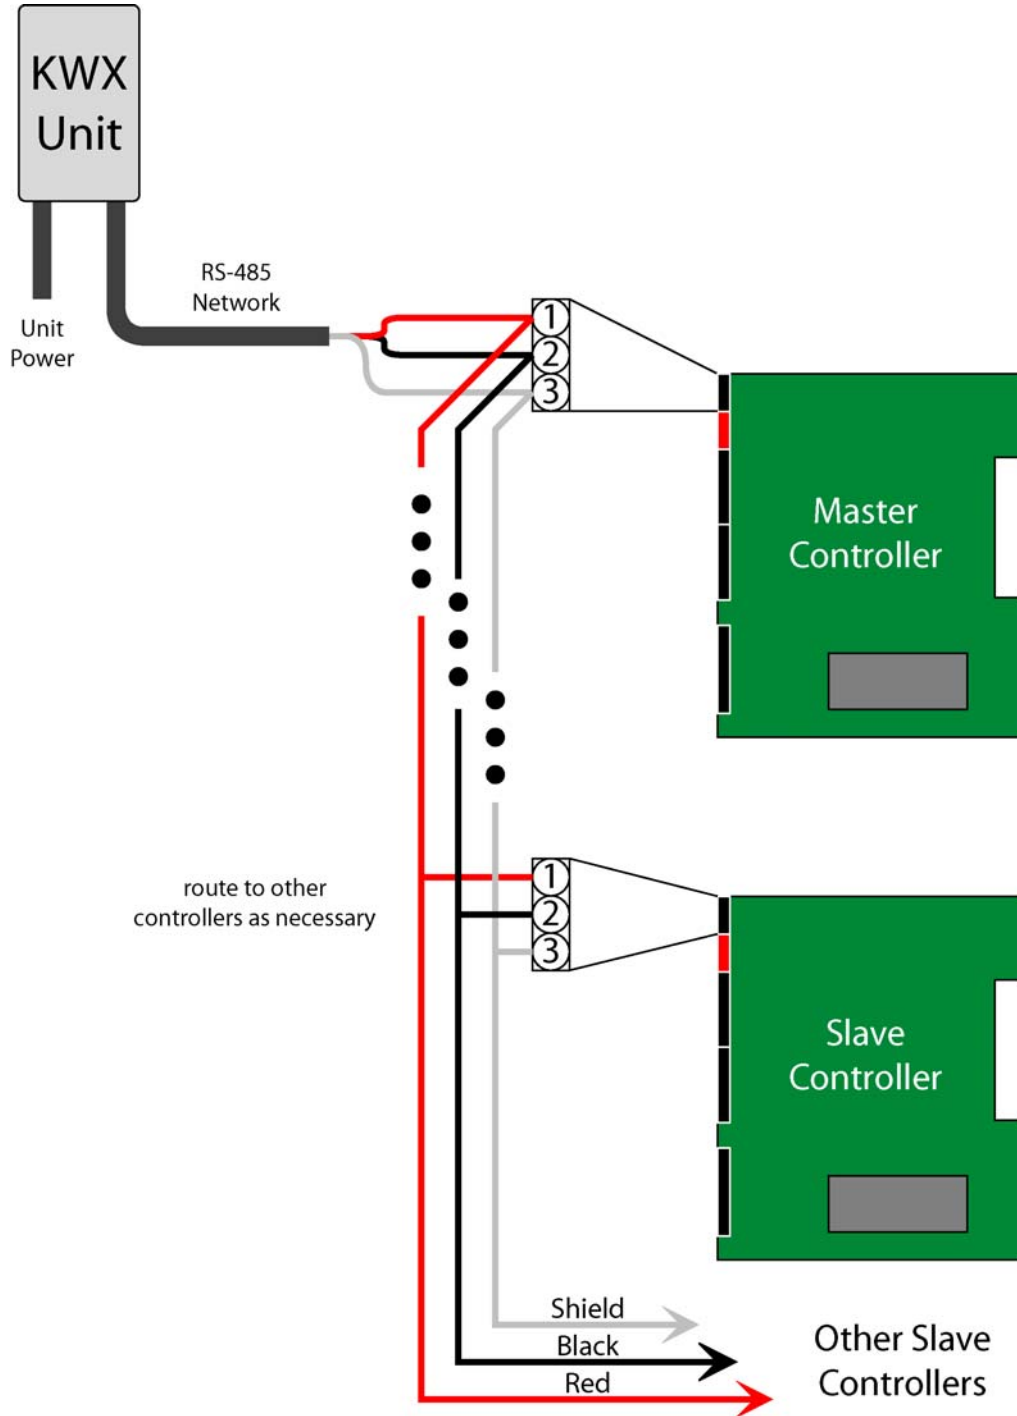 KWX
Unit
RS-485
Network
Unit
Power
1
2
3
Master
Controller
route to other
controllers as necessary
1
2
3
Slave
Controller
Shield
Black
Red
Other Slave
Controllers